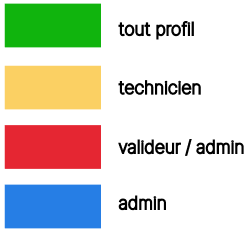 tout profil
technicien
valideur / admin
admin